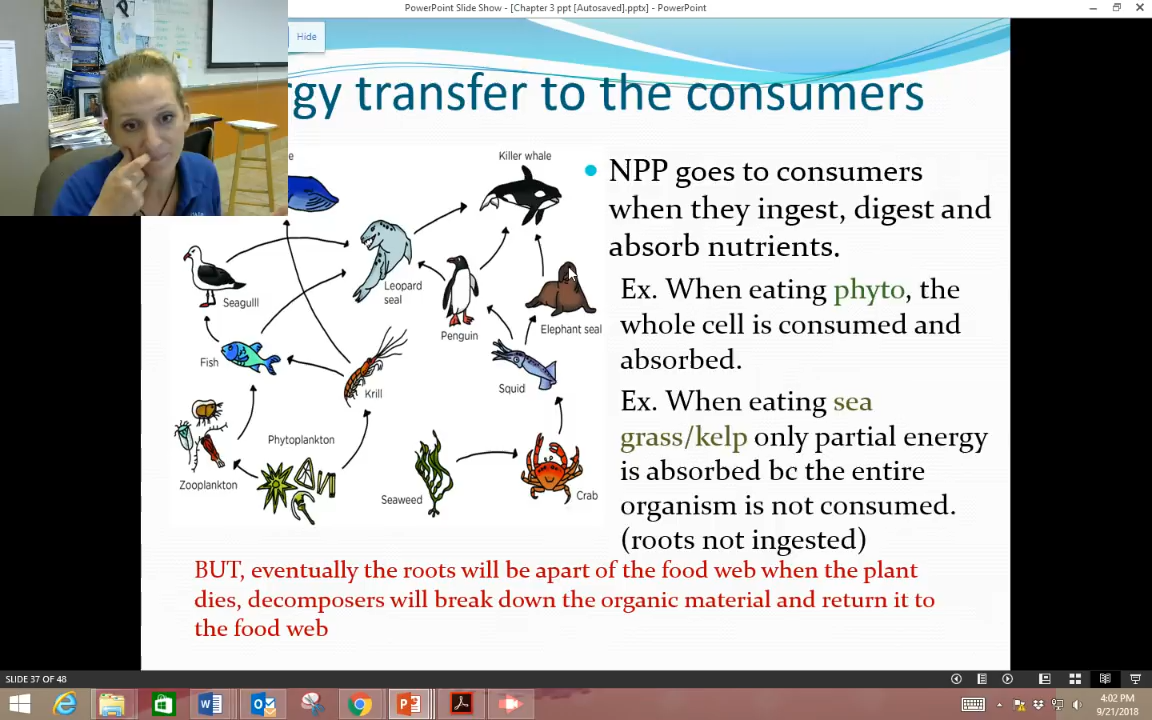 PowerPoint Slide Show - [Chapter 3 ppt [Autosaved].pptx] - PowerPoint
Hide
gy transfer to the consumers
e
Killer whale
NPP goes to consumers
when they ingest, digest and
absorb nutrients.
Ex. When eating phyto, the
whole cell is consumed and
absorbed.
Ex. When eating sea
grass/kelp only partial energy
is absorbed bc the entire
organism is not consumed.
(roots not ingested)
Seagull
Leopard
seal
Penguin
Elephant seal
Fish
Krill
Squid
Phytoplankton
Zooplankton
Seaweed
Crab
BUT, eventually the roots will be apart of the food web when the plant
dies, decomposers will break down the organic material and return it to
the food web
SLIDE 37 OF 48
4:02 PM
9/21/2018